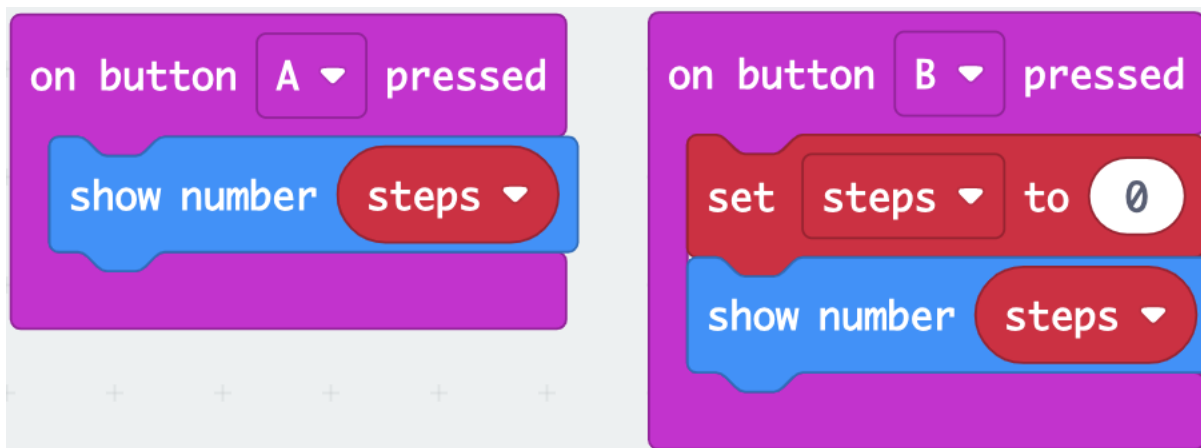 on button A pressed
show number steps
on button B pressed
set steps to 0
show number steps